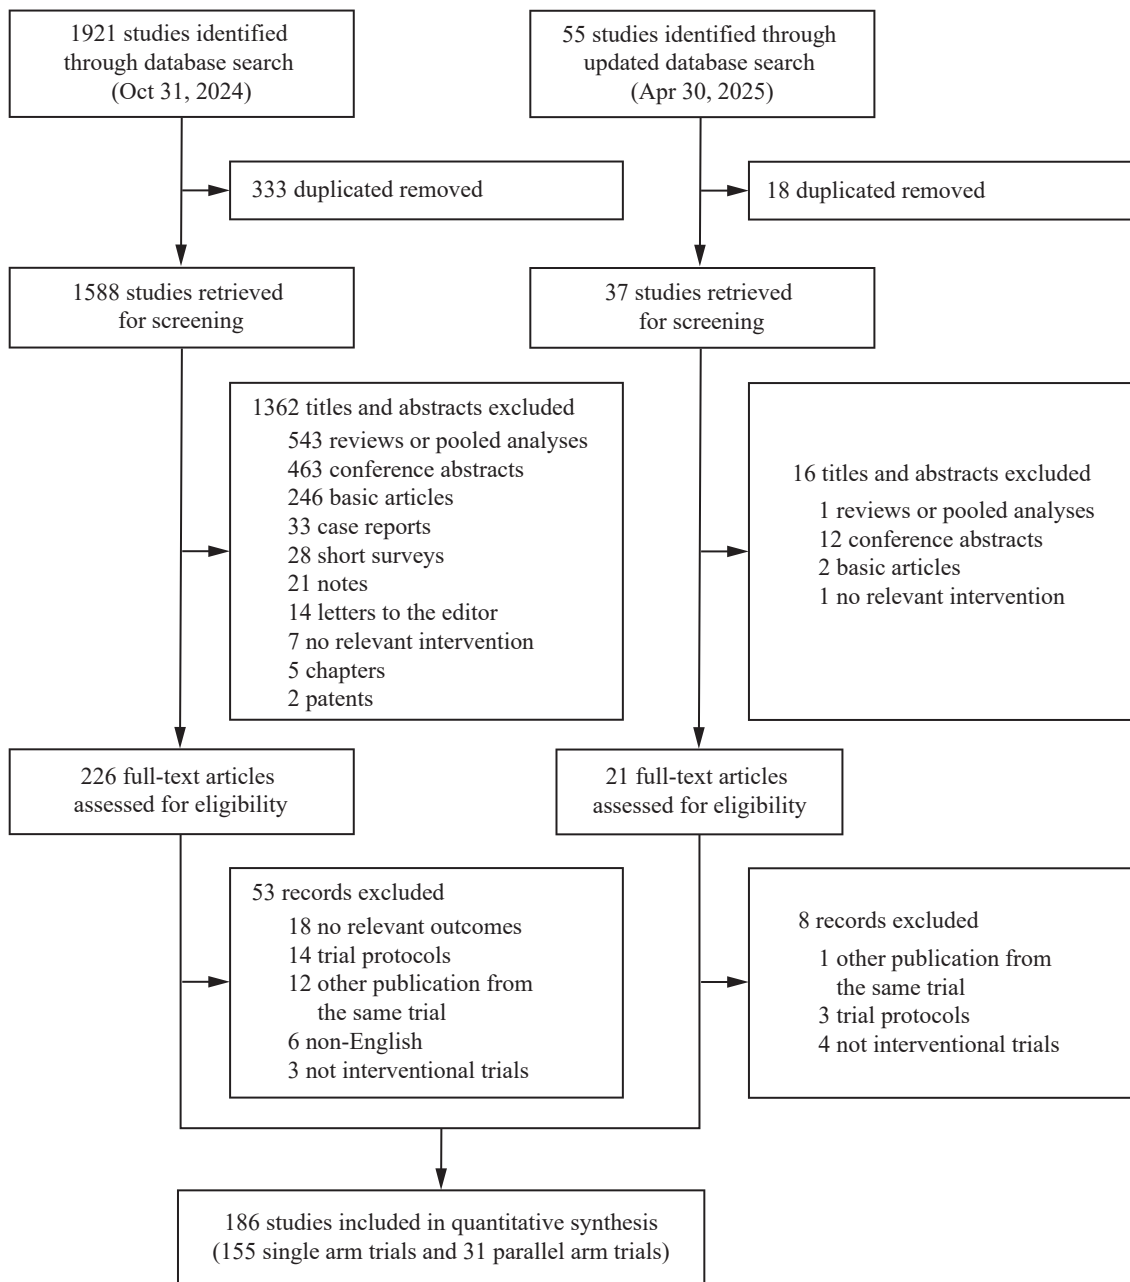 1921 studies identified
through database search
(Oct 31, 2024)
55 studies identified through
updated database search
(Apr 30, 2025)
333 duplicated removed
18 duplicated removed
1588 studies retrieved
for screening
37 studies retrieved
for screening
1362 titles and abstracts excluded
543 reviews or pooled analyses
463 conference abstracts
246 basic articles
33 case reports
28 short surveys
21 notes
14 letters to the editor
7 no relevant intervention
5 chapters
2 patents
16 titles and abstracts excluded
1 reviews or pooled analyses
12 conference abstracts
2 basic articles
1 no relevant intervention
226 full-text articles
assessed for eligibility
21 full-text articles
assessed for eligibility
53 records excluded
18 no relevant outcomes
14 trial protocols
12 other publication from
the same trial
6 non-English
3 not interventional trials
8 records excluded
1 other publication from
the same trial
3 trial protocols
4 not interventional trials
186 studies included in quantitative synthesis
(155 single arm trials and 31 parallel arm trials)